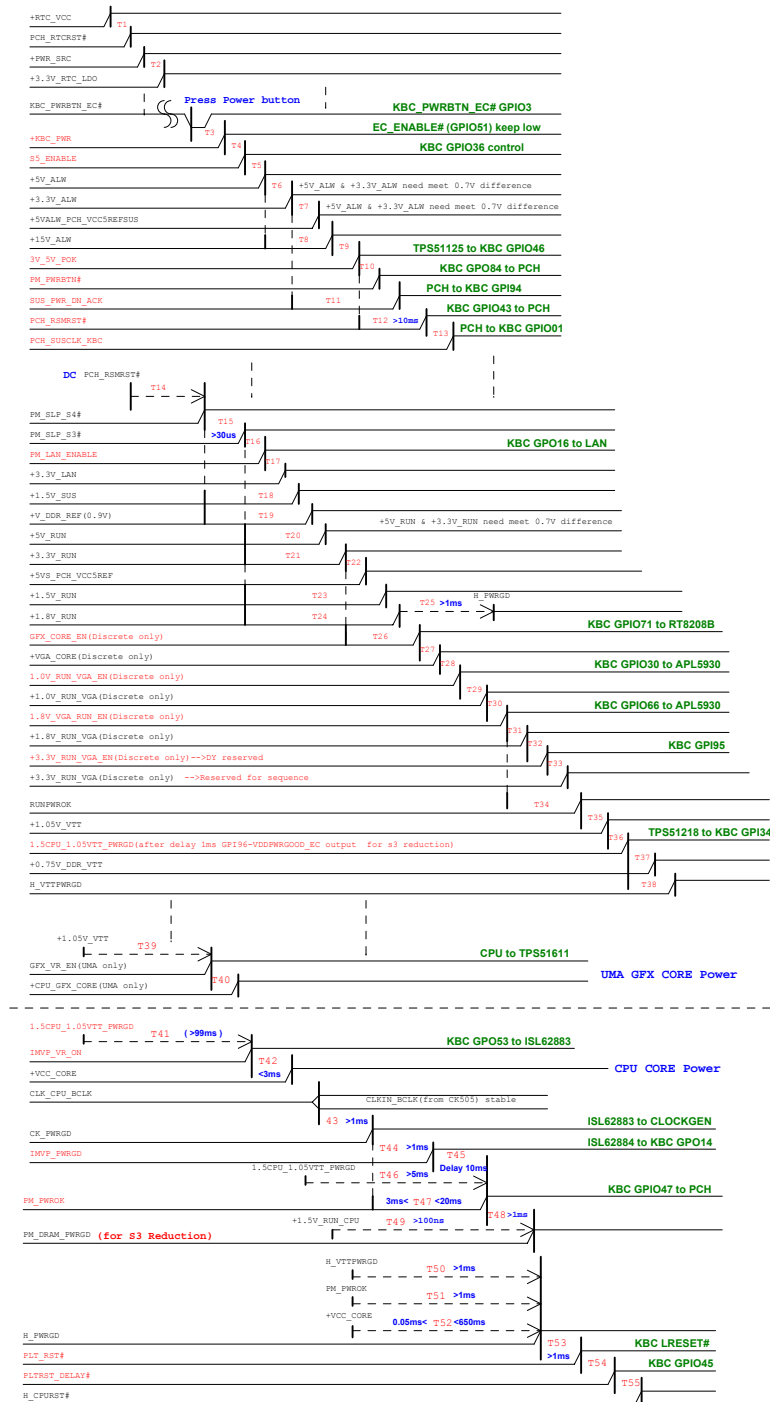 +RTC_VCC
T1
PCH_RTCRST#
+PWR_SRC
T2
+3.3V_RTC_LDO
Press Power button
KBC_PWRBTN_EC#
KBC_PWRBTN_EC# GPIO3
T3
EC_ENABLE# (GPIO51) keep low
+KBC_PWR
T4
KBC GPIO36 control
S5_ENABLE
T5
+5V_ALW
T6
+5V_ALW & +3.3V_ALW need meet 0.7V difference
+3.3V_ALW
T7
+5V_ALW & +3.3V_ALW need meet 0.7V difference
+5VALW_PCH_VCC5REFSUS
+15V_ALW
T8
T9
TPS51125 to KBC GPIO46
3V_5V_POK
T10
KBC GPO84 to PCH
PM_PWRBTN#
PCH to KBC GPI94
SUS_PWR_DN_ACK
T11
KBC GPIO43 to PCH
PCH_RSMRST#
T12 >10ms
T13
PCH to KBC GPIO01
PCH_SUSCLK_KBC
DC PCH_RSMRST#
T14
PM_SLP_S4#
T15
PM_SLP_S3#
>30us
T16
KBC GPO16 to LAN
PM_LAN_ENABLE
T17
+3.3V_LAN
+1.5V_SUS
T18
+V_DDR_REF(0.9V)
T19
+5V_RUN & +3.3V_RUN need meet 0.7V difference
+5V_RUN
T20
+3.3V_RUN
T21
T22
+5VS_PCH_VCC5REF
+1.5V_RUN
T23
T25 >1ms
H_PWRGD
+1.8V_RUN
T24
KBC GPIO71 to RT8208B
GFX_CORE_EN(Discrete only)
T26
T27
+VGA_CORE(Discrete only)
T28
KBC GPIO30 to APL5930
1.0V_RUN_VGA_EN(Discrete only)
T29
+1.0V_RUN_VGA(Discrete only)
T30
KBC GPIO66 to APL5930
1.8V_VGA_RUN_EN(Discrete only)
T31
+1.8V_RUN_VGA(Discrete only)
T32
KBC GPI95
+3.3V_RUN_VGA_EN(Discrete only)-->DY reserved
T33
+3.3V_RUN_VGA(Discrete only) -->Reserved for sequence
RUNPWROK
T34
T35
+1.05V_VTT
TPS51218 to KBC GPI34
T36
1.5CPU_1.05VTT_PWRGD(after delay 1ms GPI96-VDDPWRGOOD_EC output for s3 reduction)
T37
+0.75V_DDR_VTT
H_VTTPWRGD
T38
+1.05V_VTT
T39
CPU to TPS51611
GFX_VR_EN(UMA only)
T40
UMA GFX CORE Power
+CPU_GFX_CORE(UMA only)
1.5CPU_1.05VTT_PWRGD
T41 (>99ms)
KBC GPO53 to ISL62883
IMVP_VR_ON
T42
+VCC_CORE
<3ms
CPU CORE Power
CLK_CPU_BCLK
CLKIN_BCLK(from CK505) stable
43 >1ms
ISL62883 to CLOCKGEN
CK_PWRGD
T44 >1ms
ISL62884 to KBC GPO14
IMVP_PWRGD
T45
1.5CPU_1.05VTT_PWRGD
Delay 10ms
T46 >5ms
KBC GPIO47 to PCH
PM_PWROK
3ms< T47 <20ms
T48 >1ms
+1.5V_RUN_CPU
T49 >100ns
PM_DRAM_PWRGD (for S3 Reduction)
H_VTTPWRGD
T50 >1ms
PM_PWROK
T51 >1ms
+VCC_CORE
0.05ms< T52 <650ms
H_PWRGD
T53
KBC LRESET#
PLT_RST#
>1ms
T54
KBC GPIO45
PLTRST_DELAY#
T55
H_CPURST#